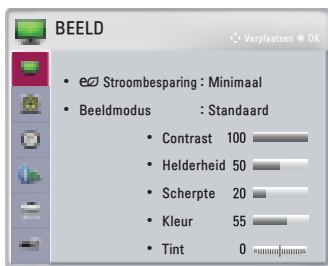 BEELD
Verplaatsen OK
• Stroombesparing : Minimaal
• Beeldmodus : Standaard
• Contrast 100
• Helderheid 50
• Scherpte 20
• Kleur 55
• Tint 0